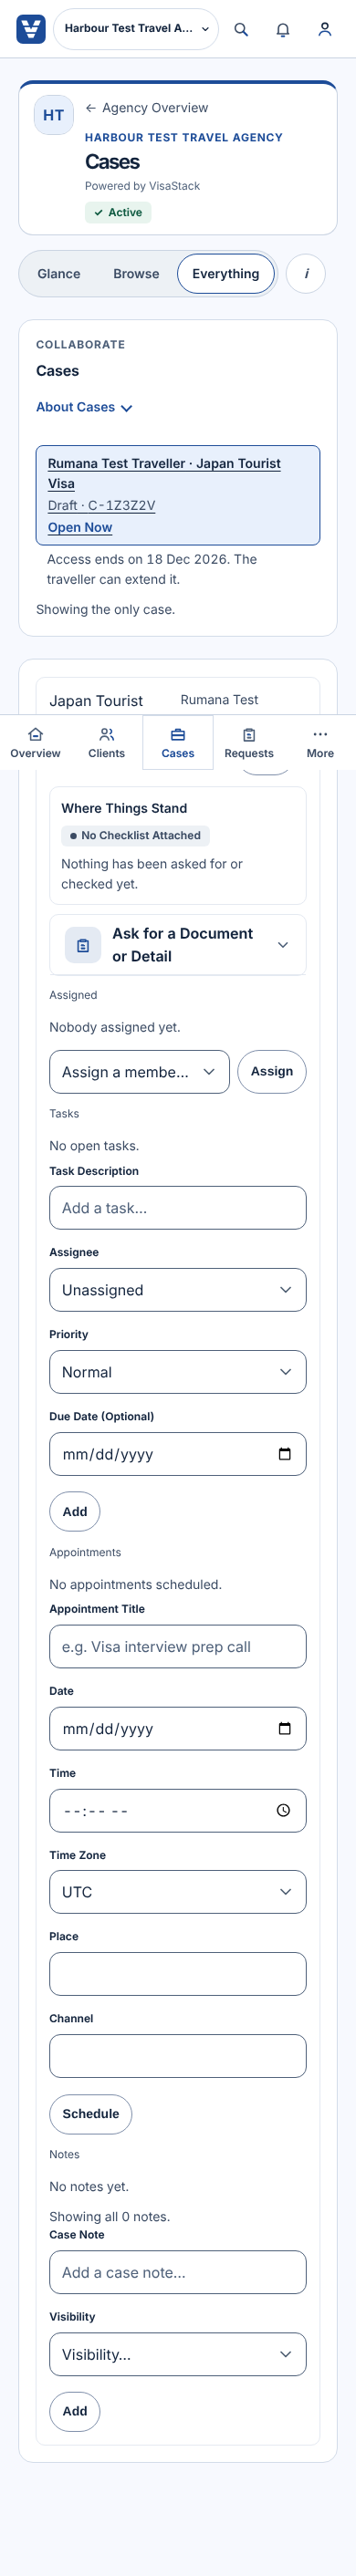 Harbour Test Travel A...
HT
← Agency Overview
HARBOUR TEST TRAVEL AGENCY
Cases
Powered by VisaStack
✓ Active
Glance
Browse
Everything
i
COLLABORATE
Cases
About Cases
Rumana Test Traveller · Japan Tourist
Visa
Draft · C-1Z3Z2V
Open Now
Access ends on 18 Dec 2026. The
traveller can extend it.
Showing the only case.
Japan Tourist
Rumana Test
Overview
Clients
Cases
Requests
More
Where Things Stand
No Checklist Attached
Nothing has been asked for or
checked yet.
Ask for a Document
or Detail
Assigned
Nobody assigned yet.
Assign a membe...
Assign
Tasks
No open tasks.
Task Description
Add a task...
Assignee
Unassigned
Priority
Normal
Due Date (Optional)
mm/dd/yyyy
Add
Appointments
No appointments scheduled.
Appointment Title
e.g. Visa interview prep call
Date
mm/dd/yyyy
Time
--:-- --
Time Zone
UTC
Place
Channel
Schedule
Notes
No notes yet.
Showing all 0 notes.
Case Note
Add a case note...
Visibility
Visibility...
Add